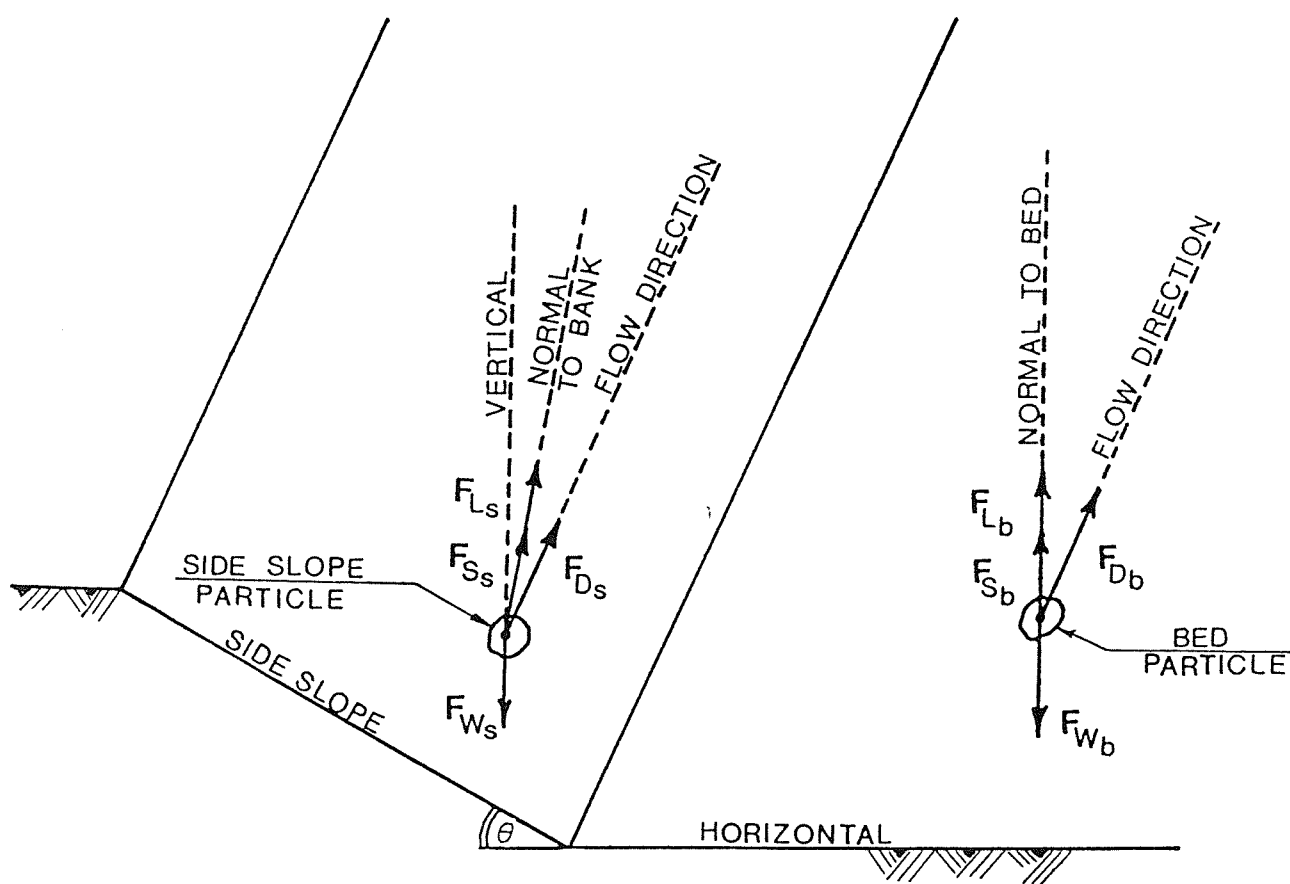 VERTICAL
NORMAL
TO BANK
FLOW DIRECTION
NORMAL TO BED
FLOW DIRECTION
FLs
FSs
FDs
FLb
FSb
FDb
SIDE SLOPE
PARTICLE
SIDE SLOPE
BED
PARTICLE
FWs
FWb
θ
HORIZONTAL